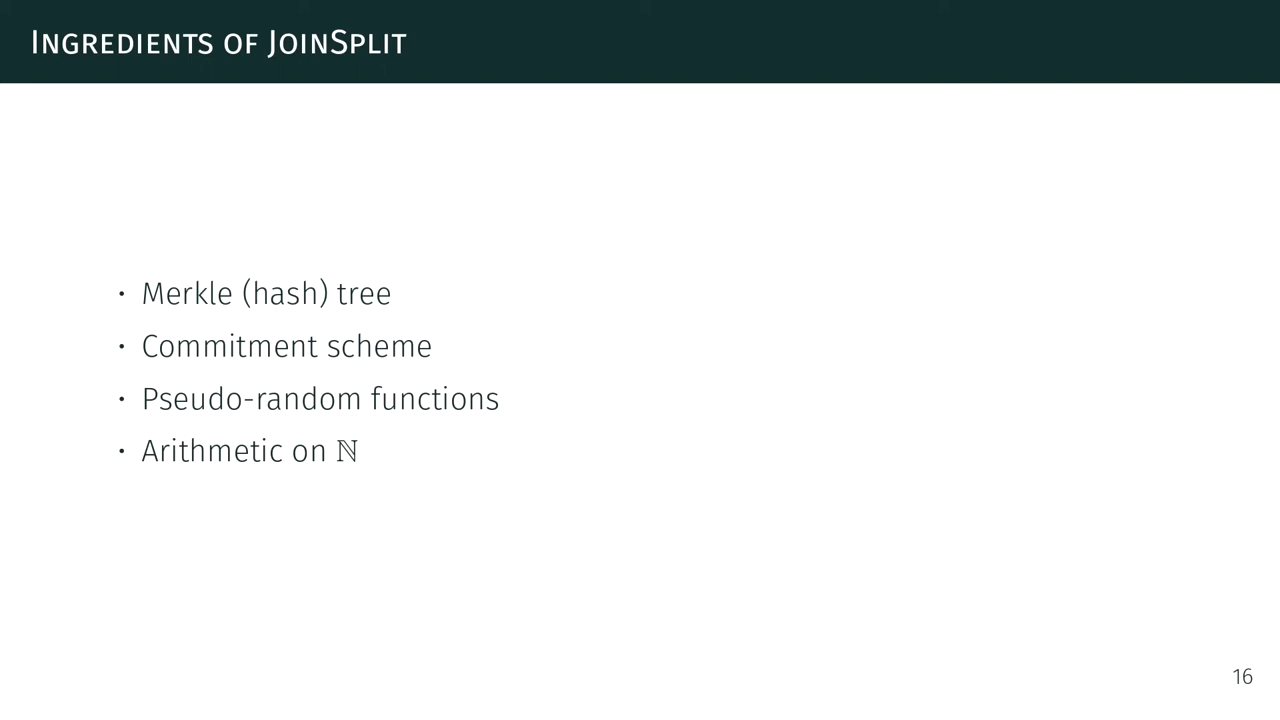 Ingredients of JoinSplit
· Merkle (hash) tree
· Commitment scheme
· Pseudo-random functions
· Arithmetic on ℕ
16